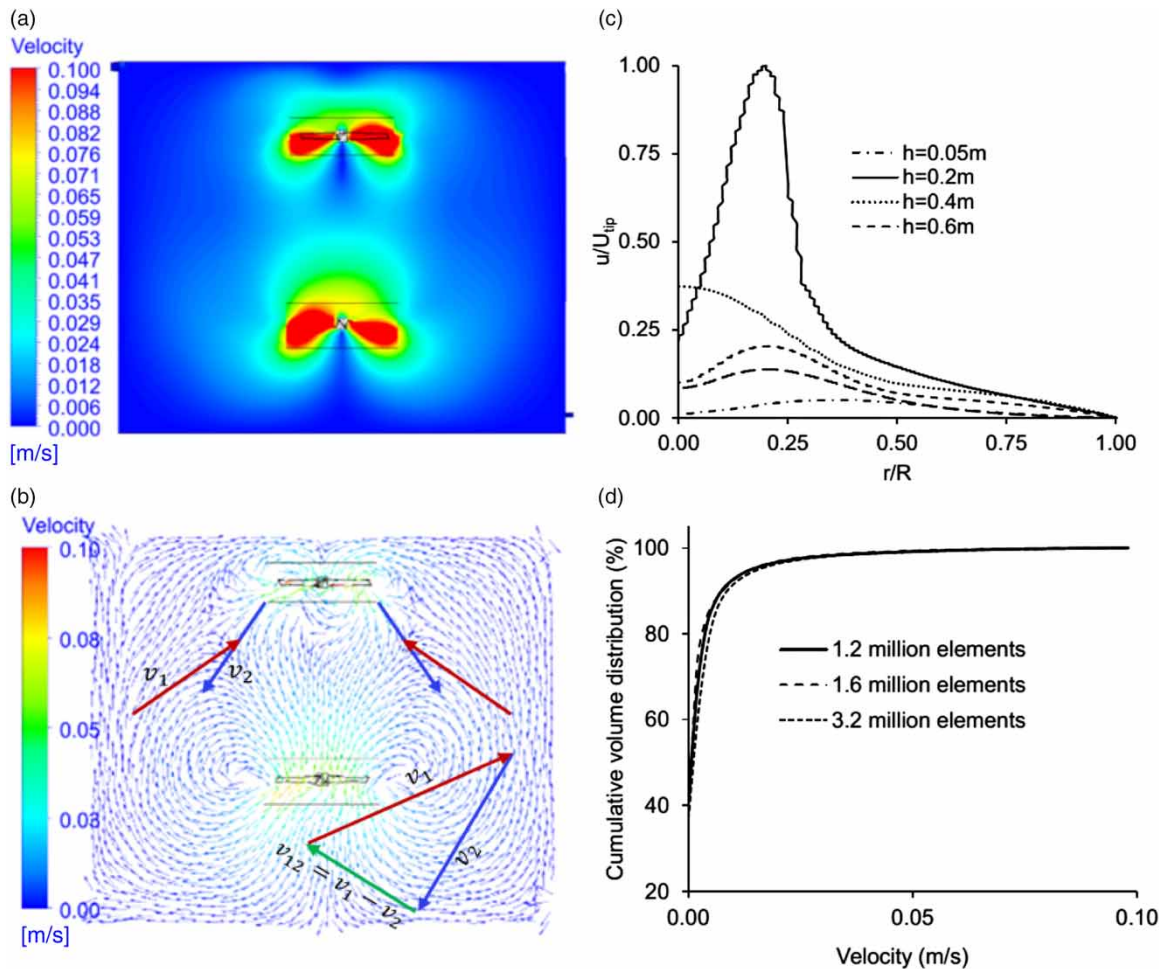 (a)
Velocity
0.100
0.094
0.088
0.082
0.076
0.070
0.065
0.059
0.053
0.047
0.041
0.035
0.029
0.024
0.018
0.012
0.006
0.000
[m/s]
(b)
Velocity
0.10
0.08
0.05
0.03
0.00
[m/s]
v₁
v₂
v₁
v₂
v₁₂ = v₁ − v₂
(c)
u/Uₜᵢₚ
1.00
0.75
0.50
0.25
0.00
h=0.05m
h=0.2m
h=0.4m
h=0.6m
0.00 0.25 0.50 0.75 1.00
r/R
(d)
Cumulative volume distribution (%)
100
80
60
40
20
1.2 million elements
1.6 million elements
3.2 million elements
0.00 0.05 0.10
Velocity (m/s)